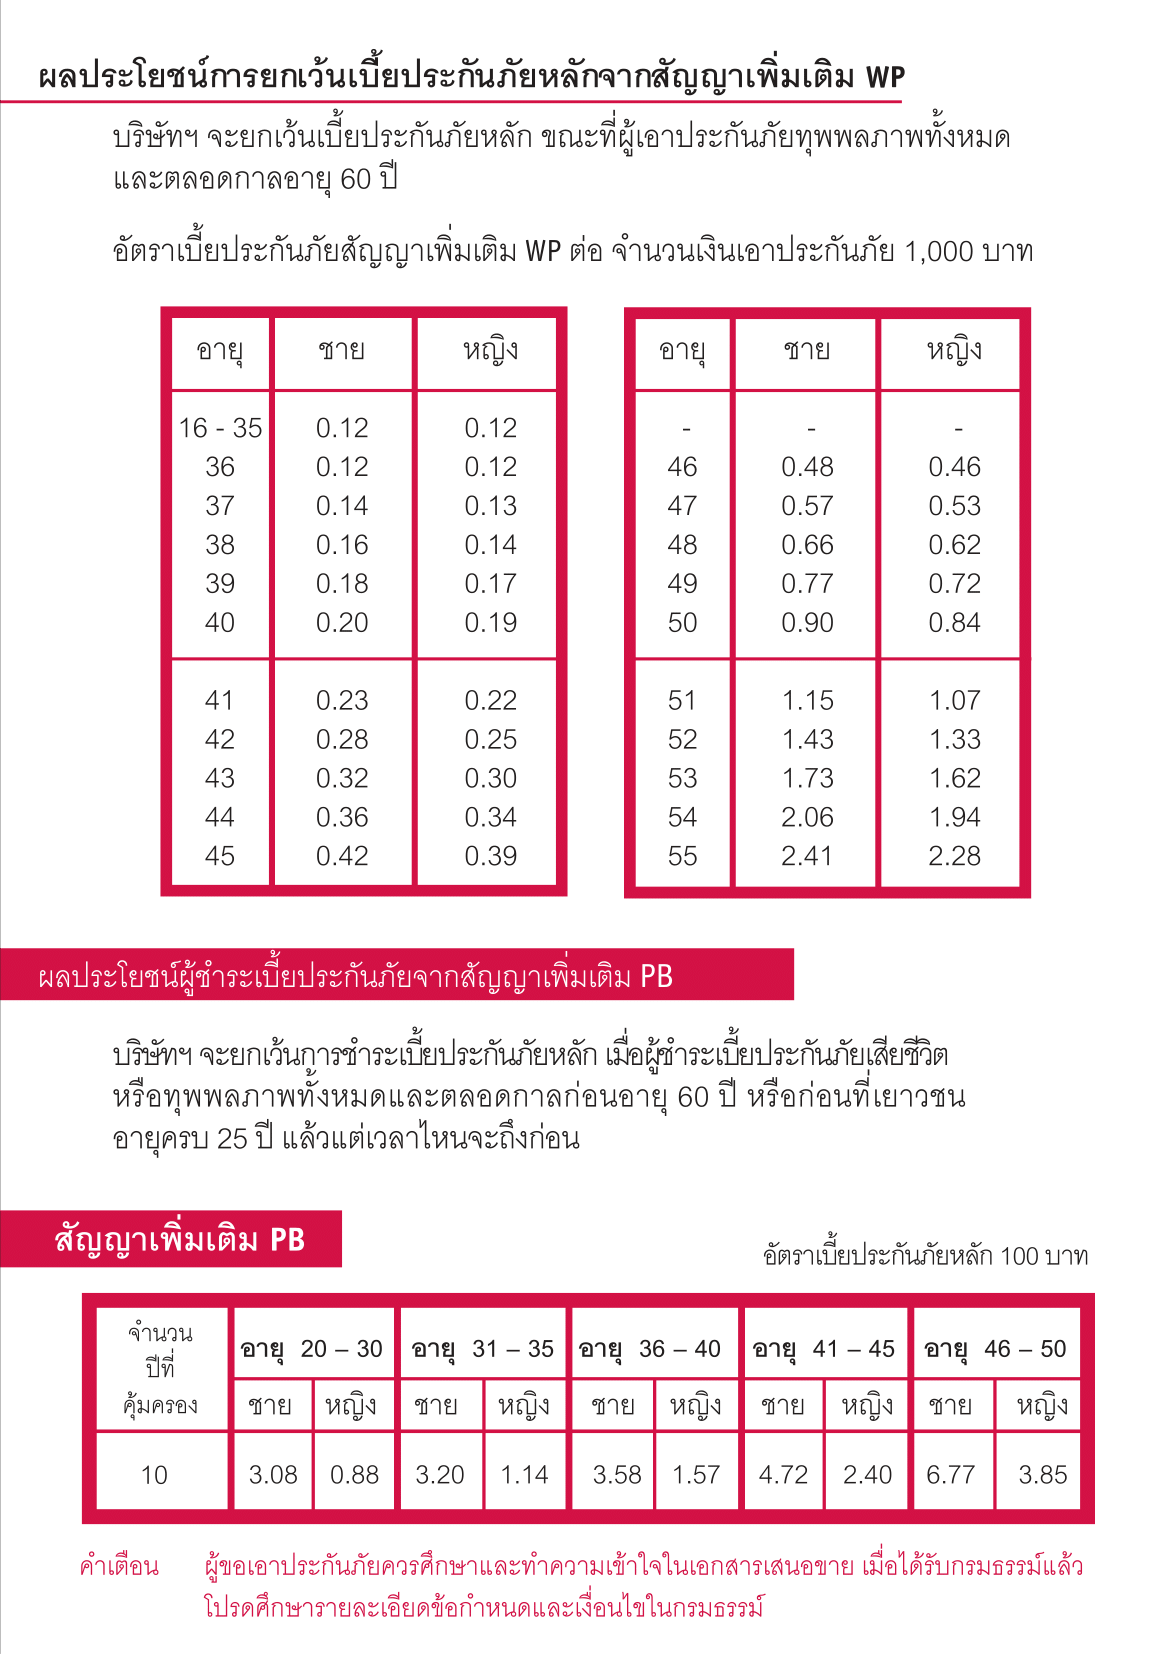 ผลประโยชน์การยกเว้นเบี้ยประกันภัยหลักจากสัญญาเพิ่มเติม WP
บริษัทฯ จะยกเว้นเบี้ยประกันภัยหลัก ขณะที่ผู้เอาประกันภัยทุพพลภาพทั้งหมด
และตลอดกาลอายุ 60 ปี
อัตราเบี้ยประกันภัยสัญญาเพิ่มเติม WP ต่อ จำนวนเงินเอาประกันภัย 1,000 บาท
อายุ ชาย หญิง
16 - 35 0.12 0.12
36 0.12 0.12
37 0.14 0.13
38 0.16 0.14
39 0.18 0.17
40 0.20 0.19
41 0.23 0.22
42 0.28 0.25
43 0.32 0.30
44 0.36 0.34
45 0.42 0.39
อายุ ชาย หญิง
- - -
46 0.48 0.46
47 0.57 0.53
48 0.66 0.62
49 0.77 0.72
50 0.90 0.84
51 1.15 1.07
52 1.43 1.33
53 1.73 1.62
54 2.06 1.94
55 2.41 2.28
ผลประโยชน์ผู้ชำระเบี้ยประกันภัยจากสัญญาเพิ่มเติม PB
บริษัทฯ จะยกเว้นการชำระเบี้ยประกันภัยหลัก เมื่อผู้ชำระเบี้ยประกันภัยเสียชีวิต
หรือทุพพลภาพทั้งหมดและตลอดกาลก่อนอายุ 60 ปี หรือก่อนที่เยาวชน
อายุครบ 25 ปี แล้วแต่เวลาไหนจะถึงก่อน
สัญญาเพิ่มเติม PB
อัตราเบี้ยประกันภัยหลัก 100 บาท
จำนวน
ปีที่
คุ้มครอง
อายุ 20 – 30 อายุ 31 – 35 อายุ 36 – 40 อายุ 41 – 45 อายุ 46 – 50
ชาย หญิง ชาย หญิง ชาย หญิง ชาย หญิง ชาย หญิง
10 3.08 0.88 3.20 1.14 3.58 1.57 4.72 2.40 6.77 3.85
คำเตือน ผู้ขอเอาประกันภัยควรศึกษาและทำความเข้าใจในเอกสารเสนอขาย เมื่อได้รับกรมธรรม์แล้ว
โปรดศึกษารายละเอียดข้อกำหนดและเงื่อนไขในกรมธรรม์